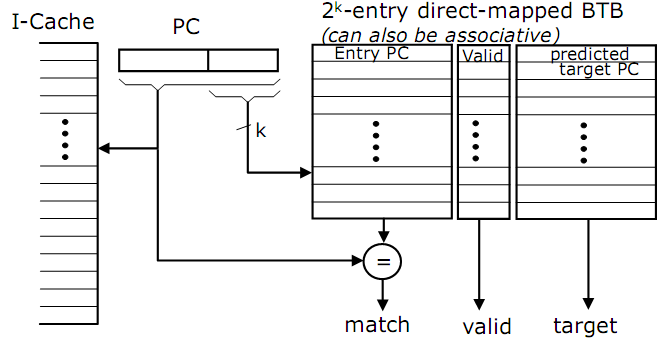 I-Cache
PC
2ᵏ-entry direct-mapped BTB
(can also be associative)
Entry PC
Valid
predicted
target PC
k
=
match
valid
target